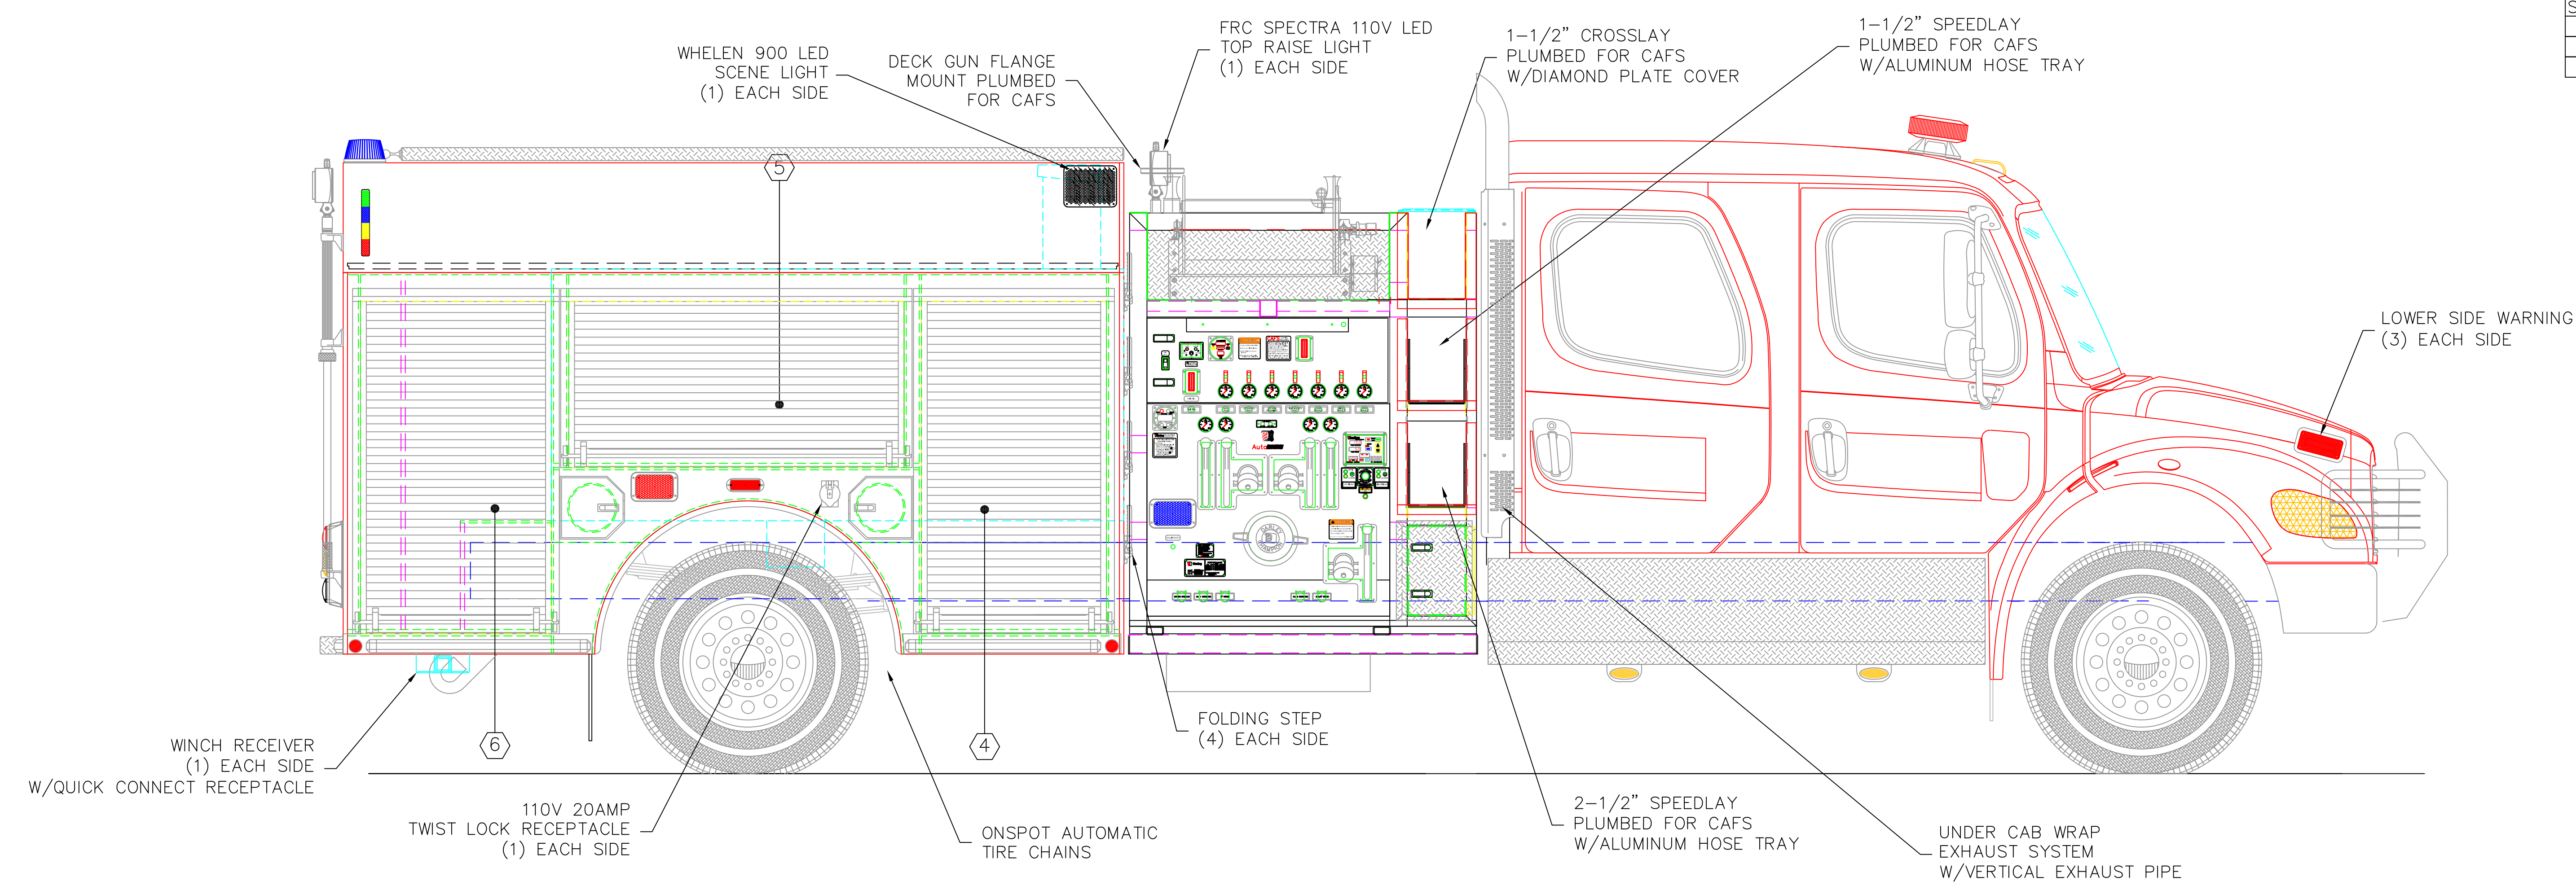 FRC SPECTRA 110V LED
TOP RAISE LIGHT
(1) EACH SIDE
1-1/2" CROSSLAY
PLUMBED FOR CAFS
W/DIAMOND PLATE COVER
1-1/2" SPEEDLAY
PLUMBED FOR CAFS
W/ALUMINUM HOSE TRAY
WHELEN 900 LED
SCENE LIGHT
(1) EACH SIDE
DECK GUN FLANGE
MOUNT PLUMBED
FOR CAFS
5
LOWER SIDE WARNING
(3) EACH SIDE
Auto
DARLEY
CHAMPION
6
4
FOLDING STEP
(4) EACH SIDE
WINCH RECEIVER
(1) EACH SIDE
W/QUICK CONNECT RECEPTACLE
110V 20AMP
TWIST LOCK RECEPTACLE
(1) EACH SIDE
ONSPOT AUTOMATIC
TIRE CHAINS
2-1/2" SPEEDLAY
PLUMBED FOR CAFS
W/ALUMINUM HOSE TRAY
UNDER CAB WRAP
EXHAUST SYSTEM
W/VERTICAL EXHAUST PIPE